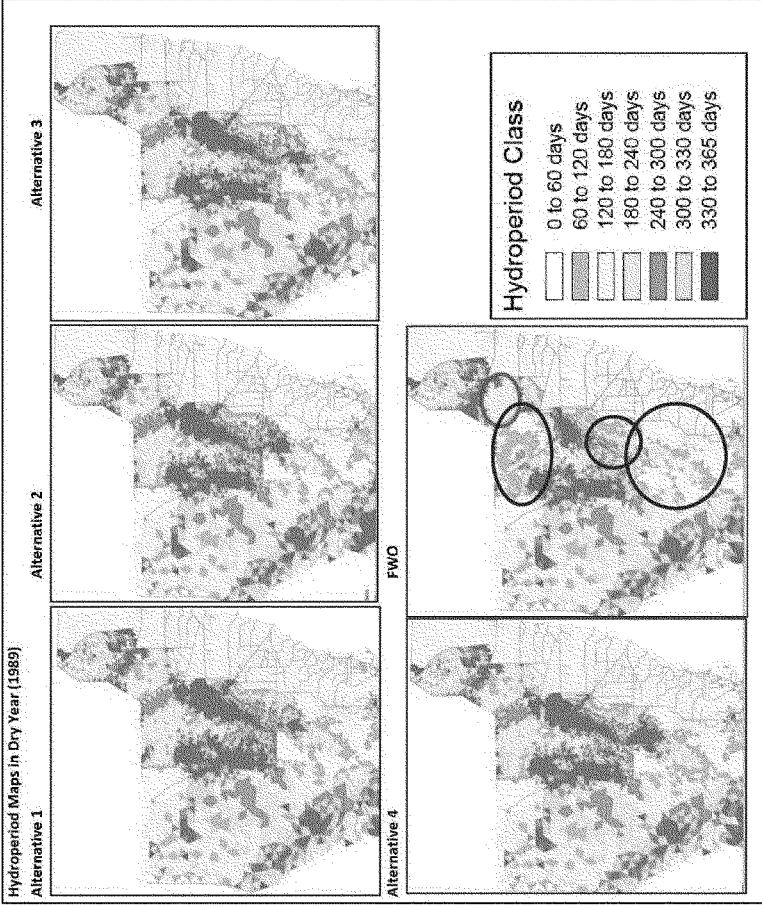 Hydroperiod Maps in Dry Year (1989)
Alternative 1
Alternative 2
Alternative 3
Alternative 4
FWO
Hydroperiod Class
0 to 60 days
60 to 120 days
120 to 180 days
180 to 240 days
240 to 300 days
300 to 330 days
330 to 365 days